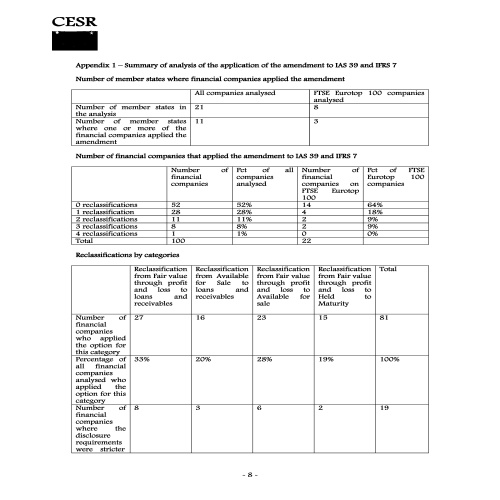 CESR
Appendix 1 – Summary of analysis of the application of the amendment to IAS 39 and IFRS 7
Number of member states where financial companies applied the amendment
All companies analysed
FTSE Eurotop 100 companies
analysed
Number of member states in
the analysis
21
8
Number of member states
where one or more of the
financial companies applied the
amendment
11
3
Number of financial companies that applied the amendment to IAS 39 and IFRS 7
Number of
financial
companies
Pct of all
companies
analysed
Number of
financial
companies on
FTSE Eurotop
100
Pct of FTSE
Eurotop 100
companies
0 reclassifications 52 52% 14 64%
1 reclassification 28 28% 4 18%
2 reclassifications 11 11% 2 9%
3 reclassifications 8 8% 2 9%
4 reclassifications 1 1% 0 0%
Total 100 22
Reclassifications by categories
Reclassification
from Fair value
through profit
and loss to
loans and
receivables
Reclassification
from Available
for Sale to
loans and
receivables
Reclassification
from Fair value
through profit
and loss to
Available for
sale
Reclassification
from Fair value
through profit
and loss to
Held to
Maturity
Total
Number of
financial
companies
who applied
the option for
this category
27
16
23
15
81
Percentage of
all financial
companies
analysed who
applied the
option for this
category
33%
20%
28%
19%
100%
Number of
financial
companies
where the
disclosure
requirements
were stricter
8
3
6
2
19
- 8 -